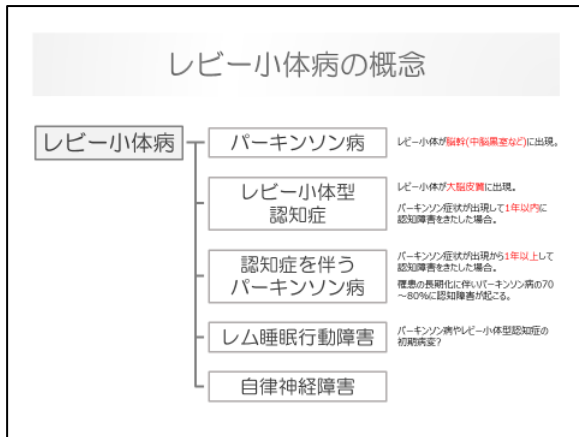 レビー小体病の概念
レビー小体病
パーキンソン病
レビー小体が脳幹(中脳黒室など)に出現。
レビー小体型
認知症
レビー小体が大脳皮質に出現。
パーキンソン症状が出現して1年以内に
認知障害をきたした場合。
認知症を伴う
パーキンソン病
パーキンソン症状が出現から1年以上して
認知障害をきたした場合。
罹患の長期化に伴いパーキンソン病の70
～80%に認知障害が起こる。
レム睡眠行動障害
パーキンソン病やレビー小体型認知症の
初期病変?
自律神経障害